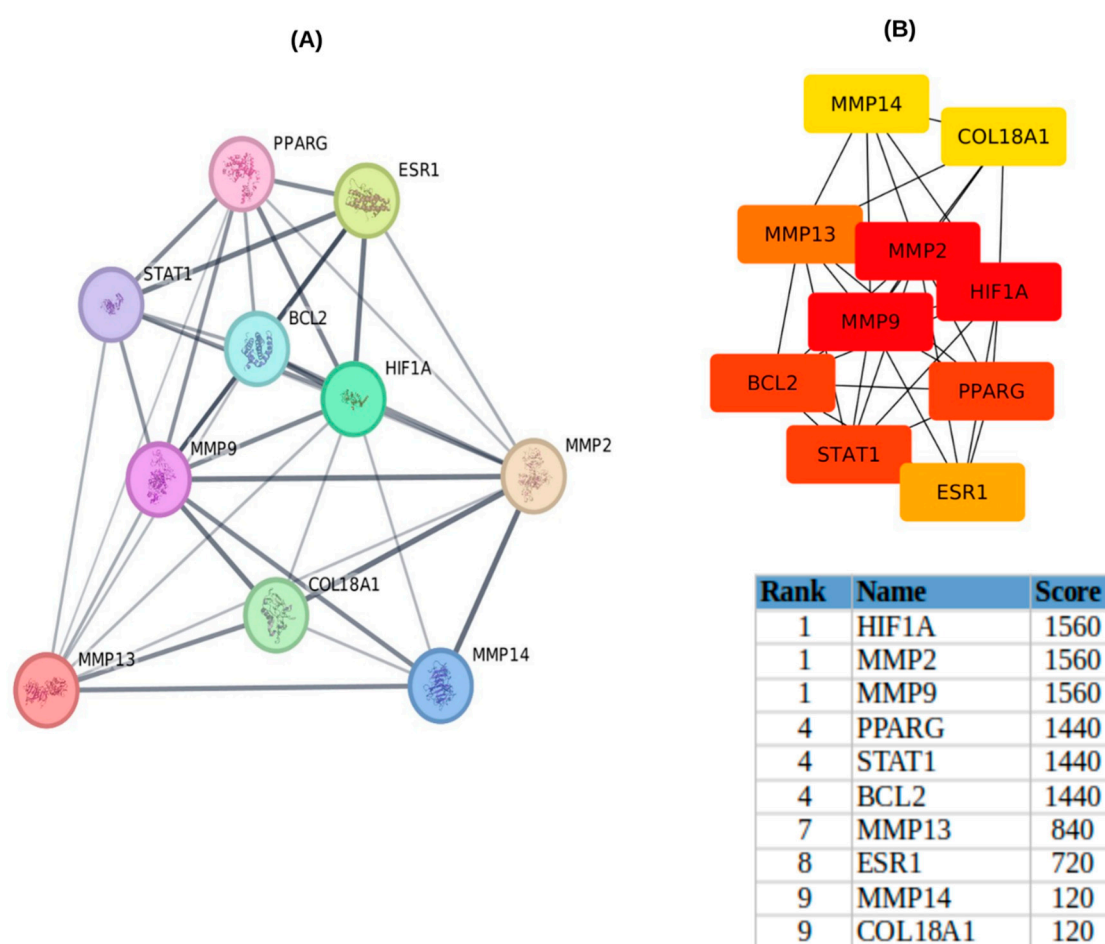 (A)
PPARG
ESR1
STAT1
BCL2
HIF1A
MMP9
MMP2
COL18A1
MMP13
MMP14
(B)
MMP14
COL18A1
MMP13
MMP2
HIF1A
MMP9
BCL2
PPARG
STAT1
ESR1
Rank Name Score
1 HIF1A 1560
1 MMP2 1560
1 MMP9 1560
4 PPARG 1440
4 STAT1 1440
4 BCL2 1440
7 MMP13 840
8 ESR1 720
9 MMP14 120
9 COL18A1 120